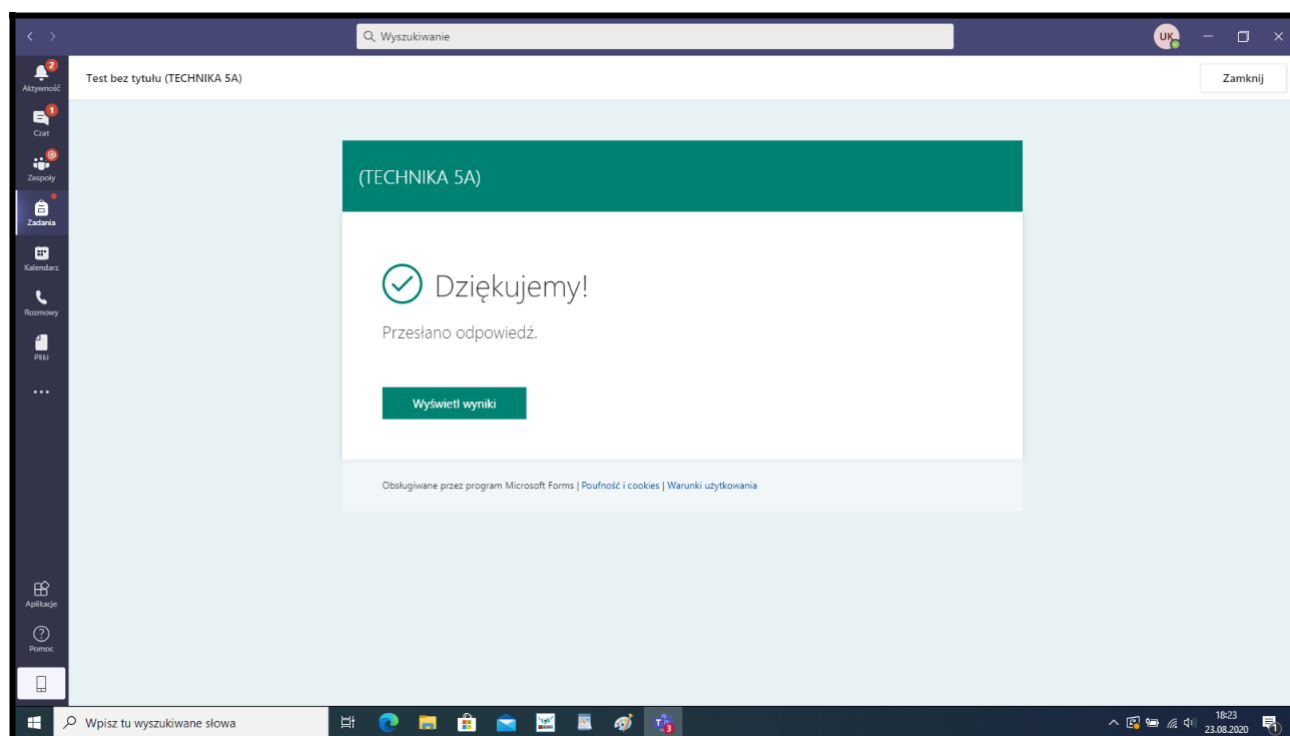 Wyszukiwanie
UK
2
Aktywność
Test bez tytułu (TECHNIKA 5A)
Zamknij
1
Czat
Zespoły
(TECHNIKA 5A)
Zadania
Kalendarz
Dziękujemy!
Rozmowy
Przesłano odpowiedź.
Pliki
Wyświetl wyniki
Obsługiwane przez program Microsoft Forms | Poufność i cookies | Warunki użytkowania
Aplikacje
Pomoc
Wpisz tu wyszukiwane słowa
3
18:23
23.08.2020
1